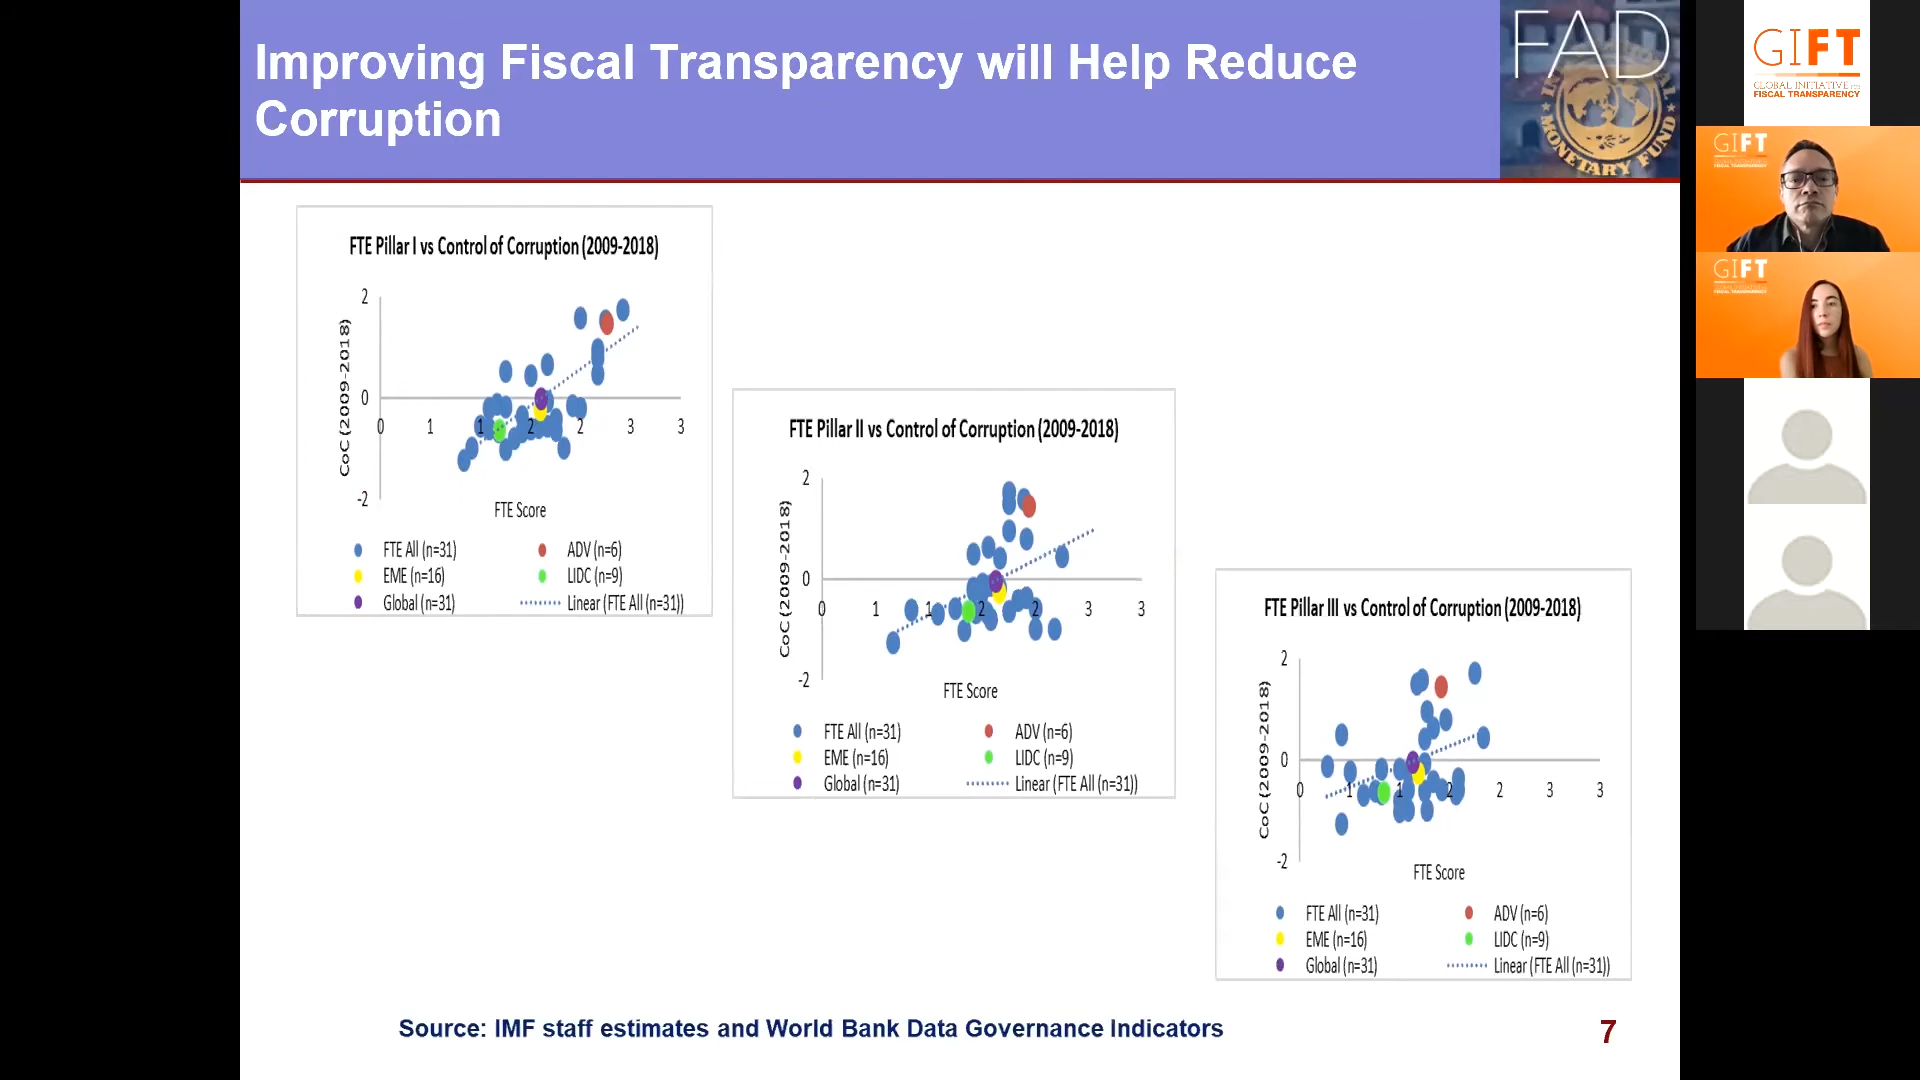 Improving Fiscal Transparency will Help Reduce
Corruption
FAD
MONETARY FUND
GIFT
GLOBAL INITIATIVE FOR
FISCAL TRANSPARENCY
GIFT
GIFT
FTE Pillar I vs Control of Corruption (2009-2018)
CoC (2009-2018)
2
0
-2
0 1 1 2 2 3 3
FTE Score
FTE All (n=31) ADV (n=6)
EME (n=16) LIDC (n=9)
Global (n=31) Linear (FTE All (n=31))
FTE Pillar II vs Control of Corruption (2009-2018)
CoC (2009-2018)
2
0
-2
0 1 1 2 2 3 3
FTE Score
FTE All (n=31) ADV (n=6)
EME (n=16) LIDC (n=9)
Global (n=31) Linear (FTE All (n=31))
FTE Pillar III vs Control of Corruption (2009-2018)
CoC (2009-2018)
2
0
-2
0 1 1 2 2 3 3
FTE Score
FTE All (n=31) ADV (n=6)
EME (n=16) LIDC (n=9)
Global (n=31) Linear (FTE All (n=31))
Source: IMF staff estimates and World Bank Data Governance Indicators
7